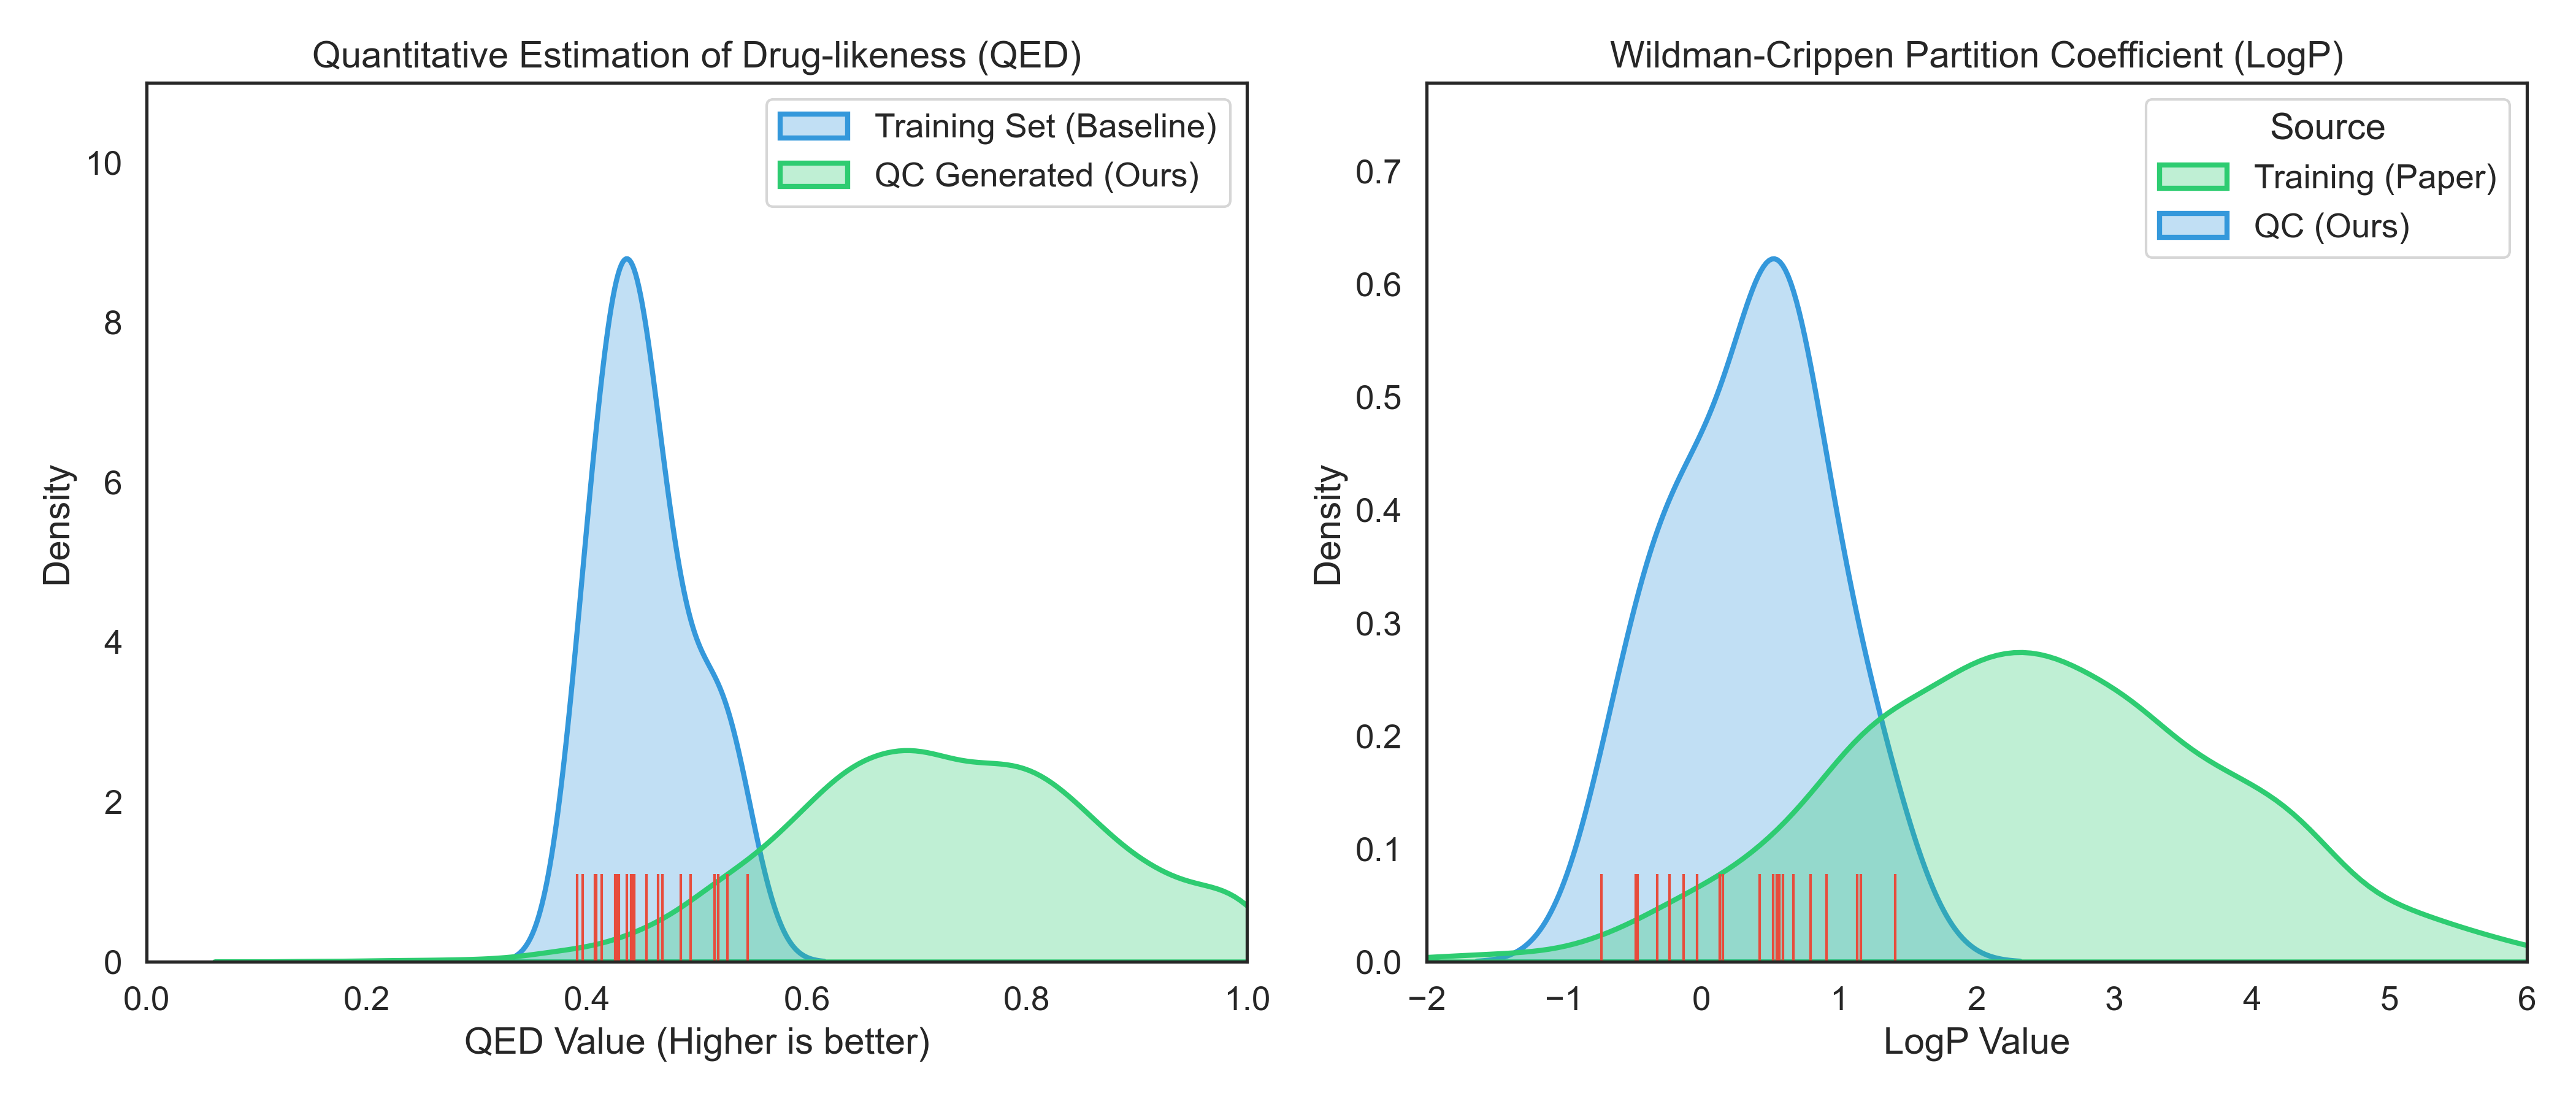 Quantitative Estimation of Drug-likeness (QED)
Training Set (Baseline)
QC Generated (Ours)
10
8
6
4
2
0
Density
0.0 0.2 0.4 0.6 0.8 1.0
QED Value (Higher is better)
Wildman-Crippen Partition Coefficient (LogP)
Source
Training (Paper)
QC (Ours)
0.7
0.6
0.5
0.4
0.3
0.2
0.1
0.0
Density
−2 −1 0 1 2 3 4 5 6
LogP Value